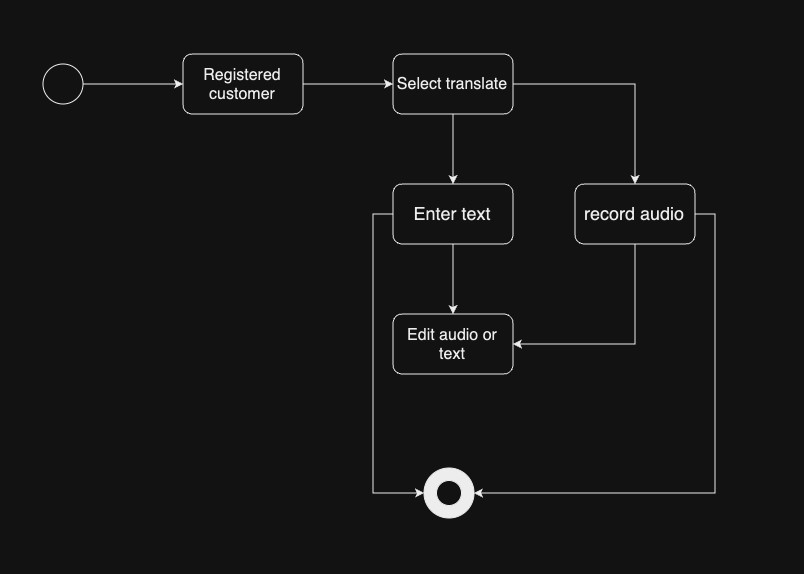 Registered
customer
Select translate
Enter text
record audio
Edit audio or
text